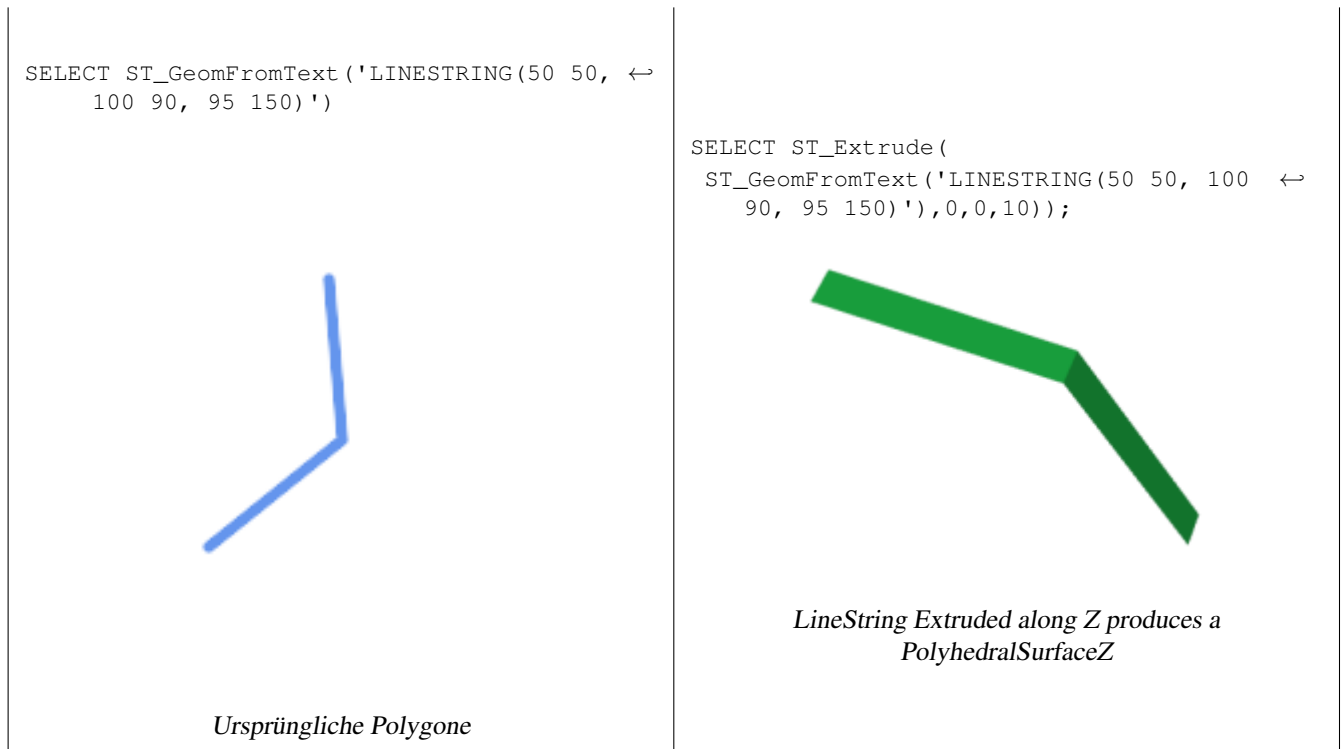 SELECT ST_GeomFromText('LINESTRING(50 50, ↩
100 90, 95 150)')
Ursprüngliche Polygone
SELECT ST_Extrude(
ST_GeomFromText('LINESTRING(50 50, 100 ↩
90, 95 150)'),0,0,10));
LineString Extruded along Z produces a
PolyhedralSurfaceZ